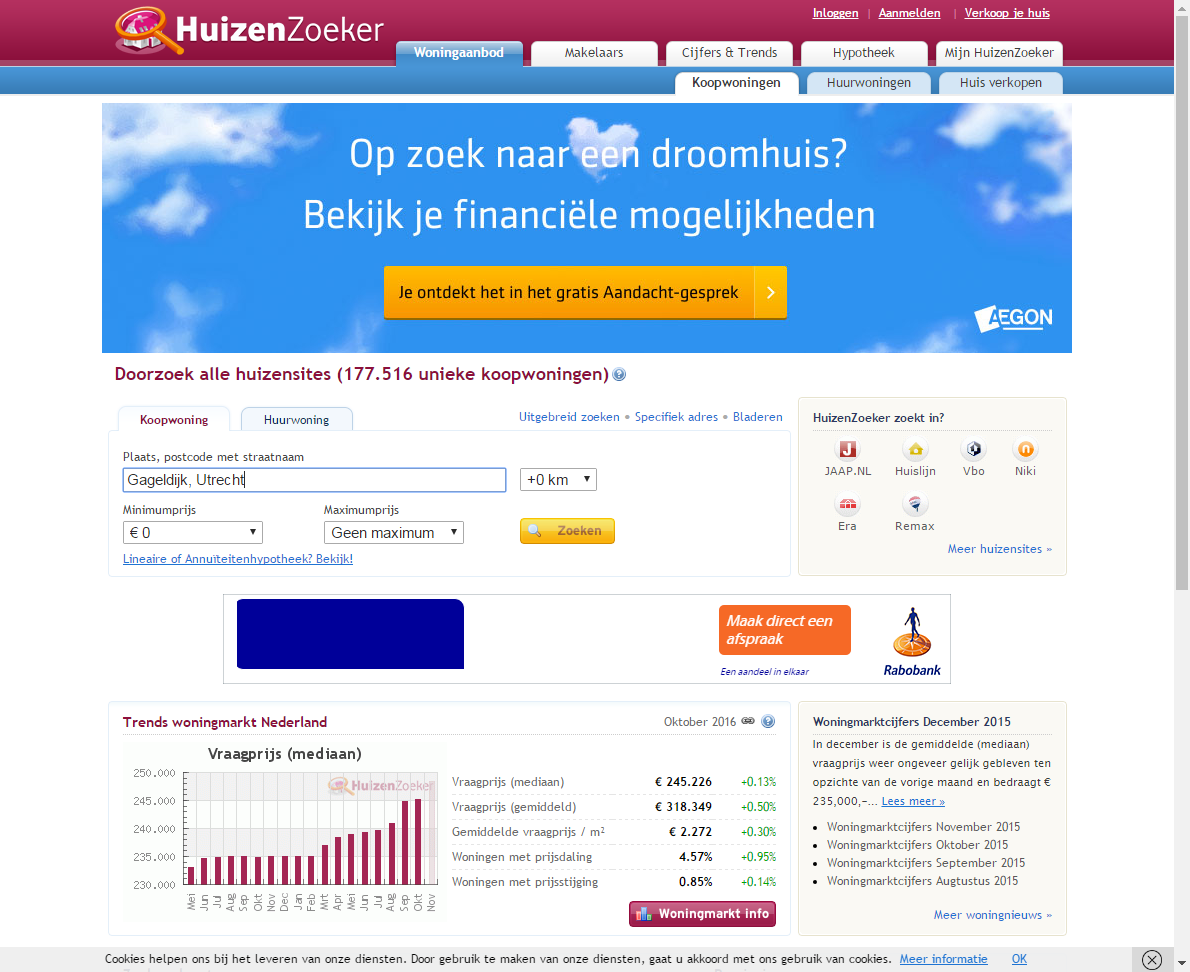 Inloggen | Aanmelden | Verkoop je huis
HuizenZoeker
Woningaanbod Makelaars Cijfers & Trends Hypotheek Mijn HuizenZoeker
Koopwoningen Huurwoningen Huis verkopen
Op zoek naar een droomhuis?
Bekijk je financiële mogelijkheden
Je ontdekt het in het gratis Aandacht-gesprek
AEGON
Doorzoek alle huizensites (177.516 unieke koopwoningen)
Koopwoning Huurwoning
Uitgebreid zoeken • Specifiek adres • Bladeren
Plaats, postcode met straatnaam
Gageldijk, Utrecht +0 km
Minimumprijs Maximumprijs
€ 0 Geen maximum Zoeken
Lineaire of Annuïteitenhypotheek? Bekijk!
HuizenZoeker zoekt in?
JAAP.NL Huislijn Vbo Niki
Era Remax
Meer huizensites »
Maak direct een
afspraak
Een aandeel in elkaar
Rabobank
Trends woningmarkt Nederland Oktober 2016
Vraagprijs (mediaan)
HuizenZoeker
250.000
245.000
240.000
235.000
230.000
Mei Jun Jul Aug Sep Okt Nov Dec Jan Feb Mrt Apr Mei Jun Jul Aug Sep Okt Nov
Vraagprijs (mediaan) € 245.226 +0.13%
Vraagprijs (gemiddeld) € 318.349 +0.50%
Gemiddelde vraagprijs / m² € 2.272 +0.30%
Woningen met prijsdaling 4.57% +0.95%
Woningen met prijsstijging 0.85% +0.14%
Woningmarkt info
Woningmarktcijfers December 2015
In december is de gemiddelde (mediaan)
vraagprijs weer ongeveer gelijk gebleven ten
opzichte van de vorige maand en bedraagt €
235,000,-... Lees meer »
• Woningmarktcijfers November 2015
• Woningmarktcijfers Oktober 2015
• Woningmarktcijfers September 2015
• Woningmarktcijfers Augtustus 2015
Meer woningnieuws »
Cookies helpen ons bij het leveren van onze diensten. Door gebruik te maken van onze diensten, gaat u akkoord met ons gebruik van cookies. Meer informatie OK